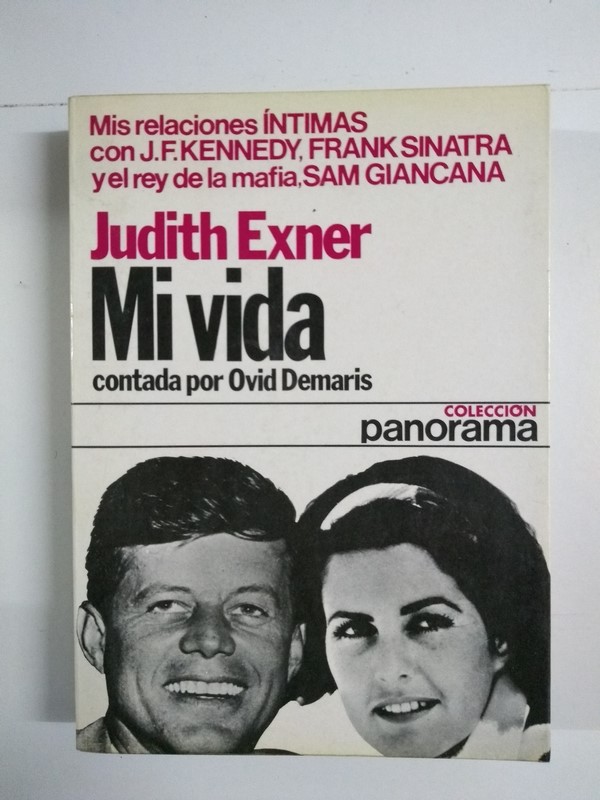 Mis relaciones ÍNTIMAS
con J.F.KENNEDY, FRANK SINATRA
y el rey de la mafia, SAM GIANCANA
Judith Exner
Mi vida
contada por Ovid Demaris
COLECCIÓN
panorama